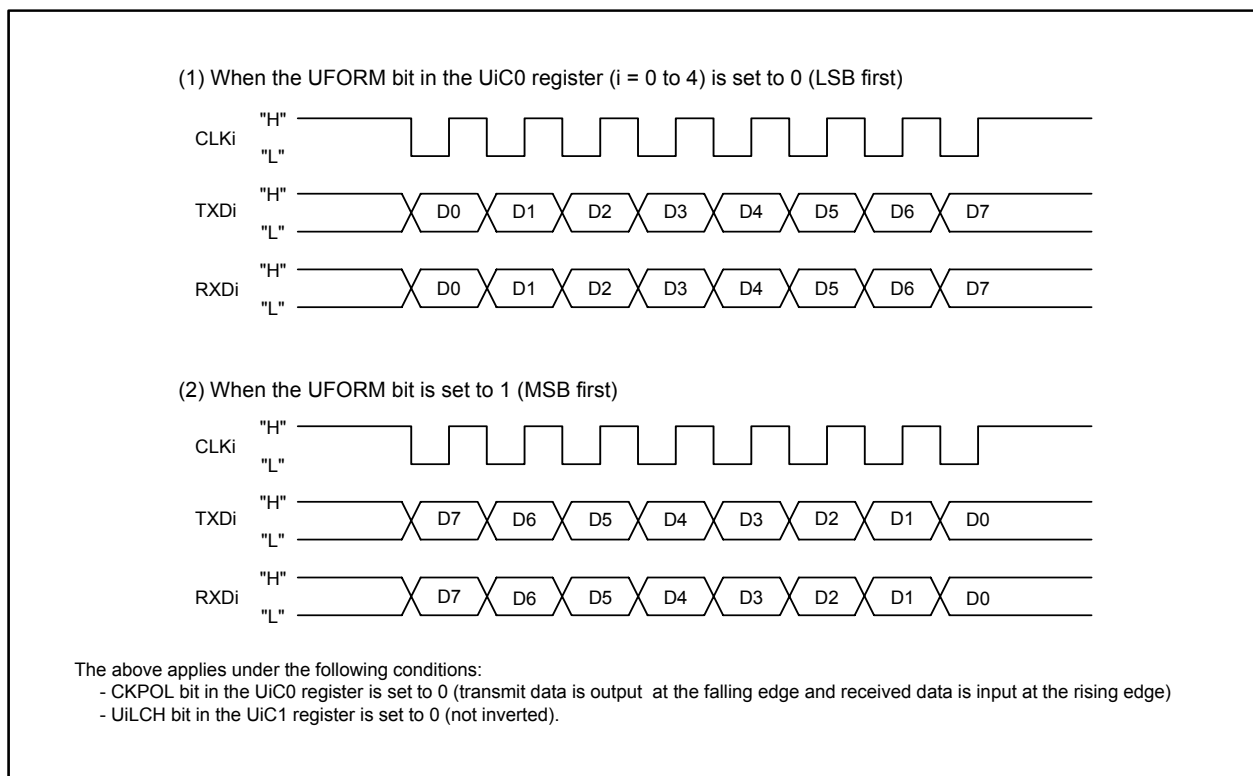 (1) When the UFORM bit in the UiC0 register (i = 0 to 4) is set to 0 (LSB first)
"H"
CLKi
"L"
"H"
TXDi D0 D1 D2 D3 D4 D5 D6 D7
"L"
"H"
RXDi D0 D1 D2 D3 D4 D5 D6 D7
"L"
(2) When the UFORM bit is set to 1 (MSB first)
"H"
CLKi
"L"
"H"
TXDi D7 D6 D5 D4 D3 D2 D1 D0
"L"
"H"
RXDi D7 D6 D5 D4 D3 D2 D1 D0
"L"
The above applies under the following conditions:
- CKPOL bit in the UiC0 register is set to 0 (transmit data is output at the falling edge and received data is input at the rising edge)
- UiLCH bit in the UiC1 register is set to 0 (not inverted).